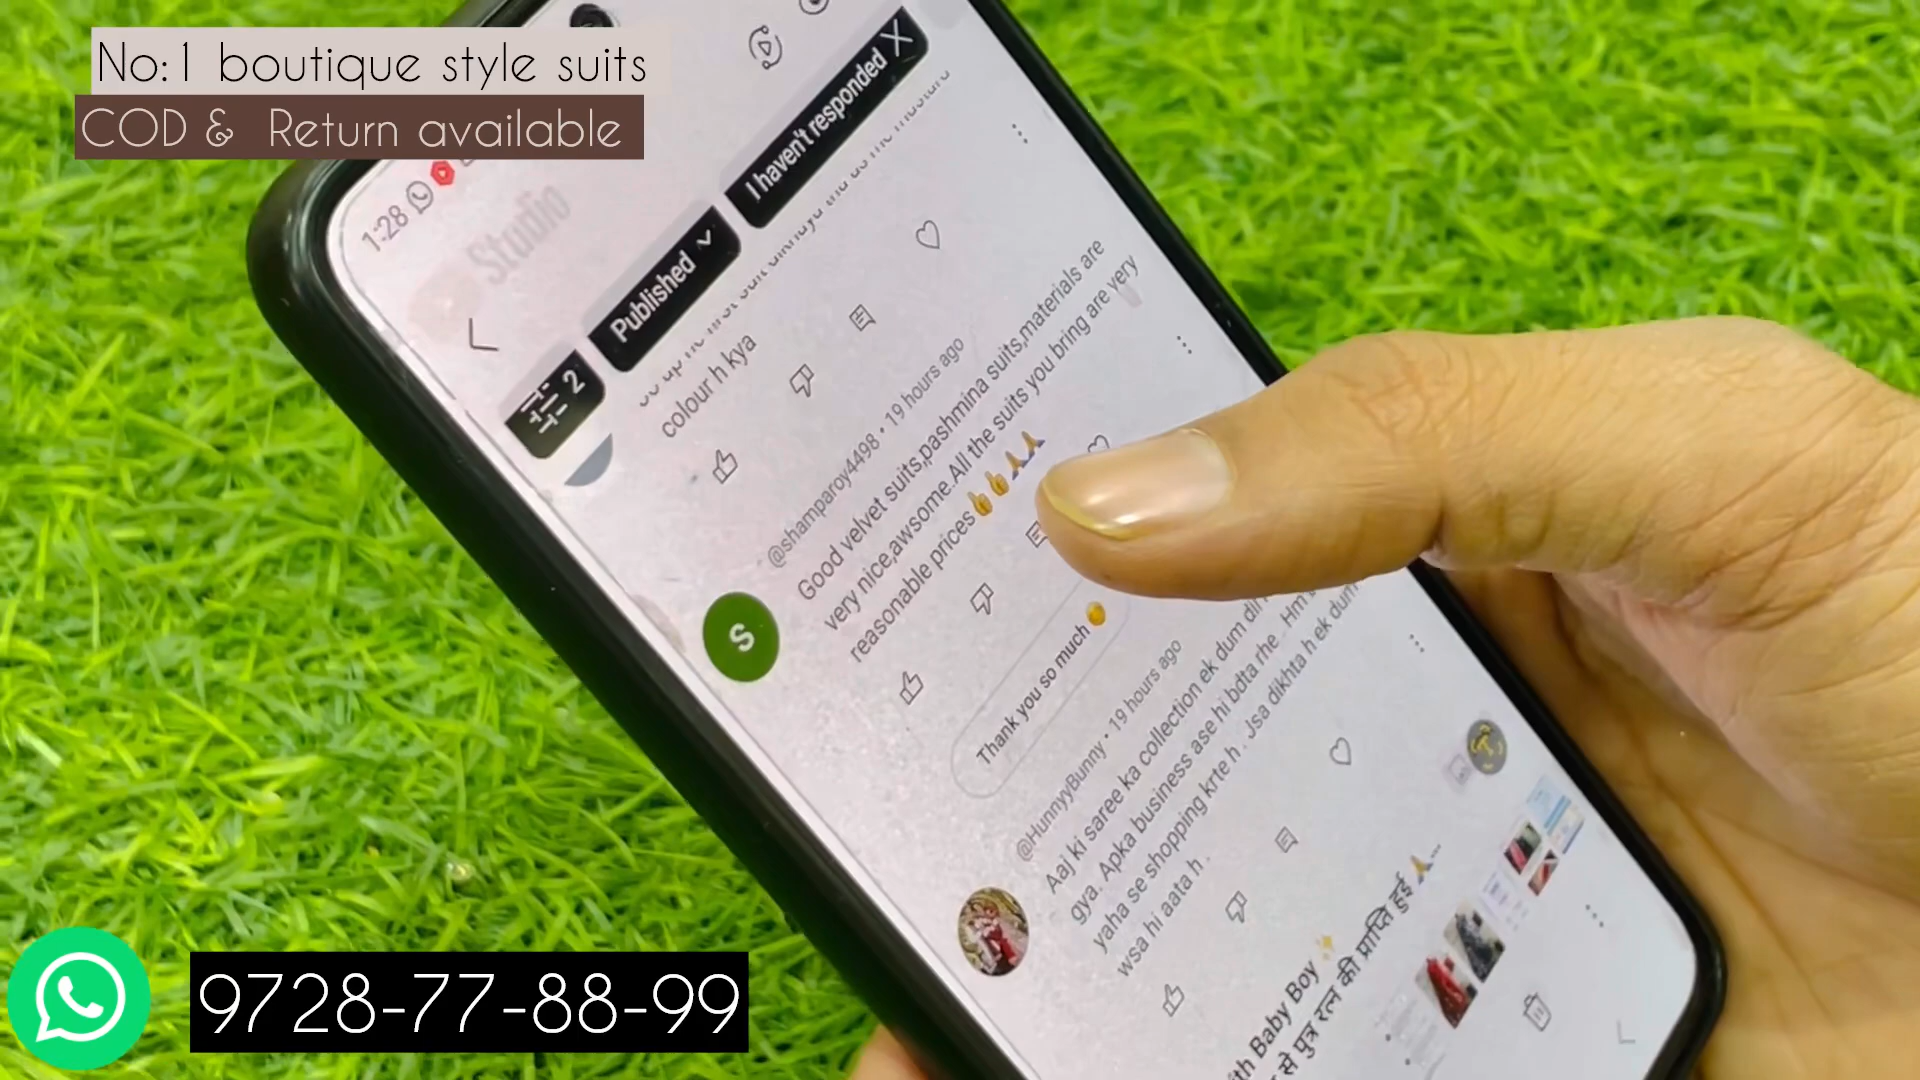 No:1 boutique style suits
COD & Return available
1:28
Studio
2
Published
I haven't responded
colour h kya
@shamparoy4498 • 19 hours ago
Good velvet suits,pashmina suits,materials are
very nice,awsome.All the suits you bring are very
reasonable prices👍👍🙏🙏
S
Thank you so much 😊
@HunnyyBunny • 19 hours ago
Aaj ki saree ka collection ek dum dil
gya. Apka business ase hi bdta rhe . Hm
yaha se shopping krte h . Jsa dikhta h ek dum
wsa hi aata h .
Baby Boy ✨
से पुत्र रत्न की प्राप्ति हुई 🙏...
9728-77-88-99